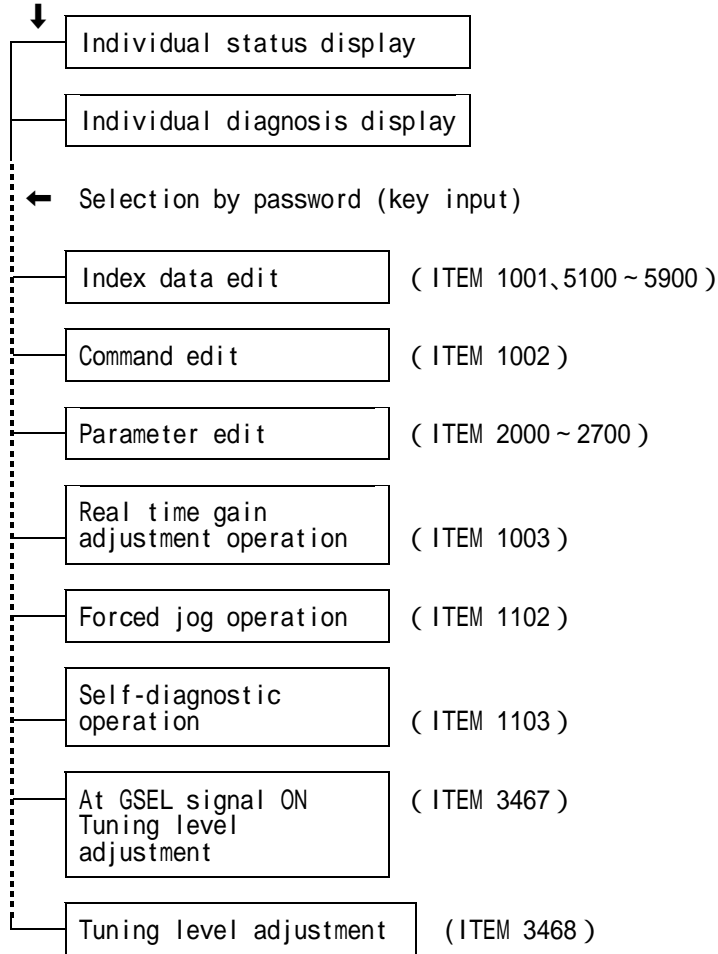 Individual status display
Individual diagnosis display
← Selection by password (key input)
Index data edit ( ITEM 1001、5100 ~ 5900 )
Command edit ( ITEM 1002 )
Parameter edit ( ITEM 2000 ~ 2700 )
Real time gain
adjustment operation ( ITEM 1003 )
Forced jog operation ( ITEM 1102 )
Self-diagnostic
operation ( ITEM 1103 )
At GSEL signal ON ( ITEM 3467 )
Tuning level
adjustment
Tuning level adjustment (ITEM 3468 )